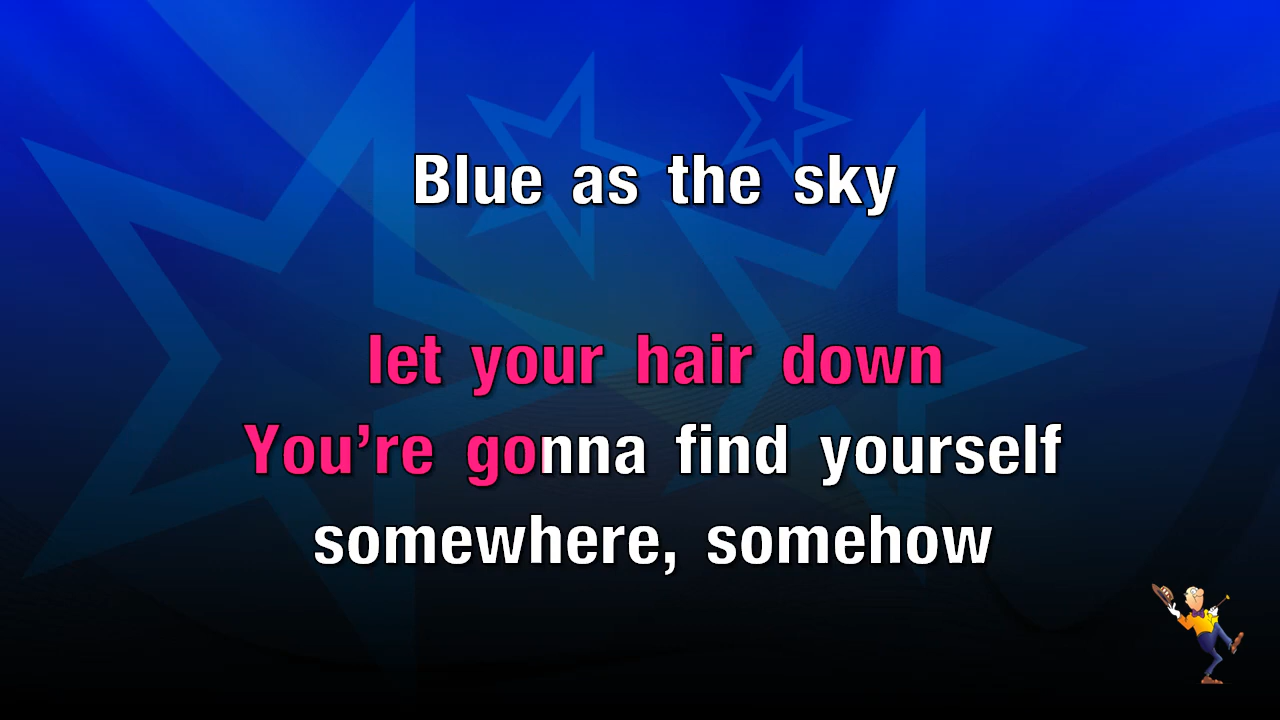 Blue as the sky
let your hair down
You’re gonna find yourself
somewhere, somehow